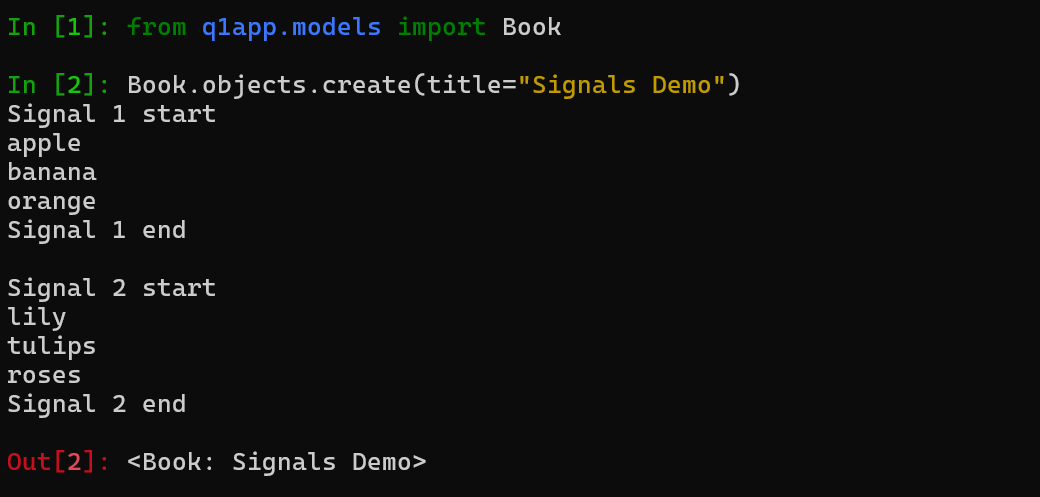 In [1]: from q1app.models import Book
In [2]: Book.objects.create(title="Signals Demo")
Signal 1 start
apple
banana
orange
Signal 1 end
Signal 2 start
lily
tulips
roses
Signal 2 end
Out[2]: <Book: Signals Demo>